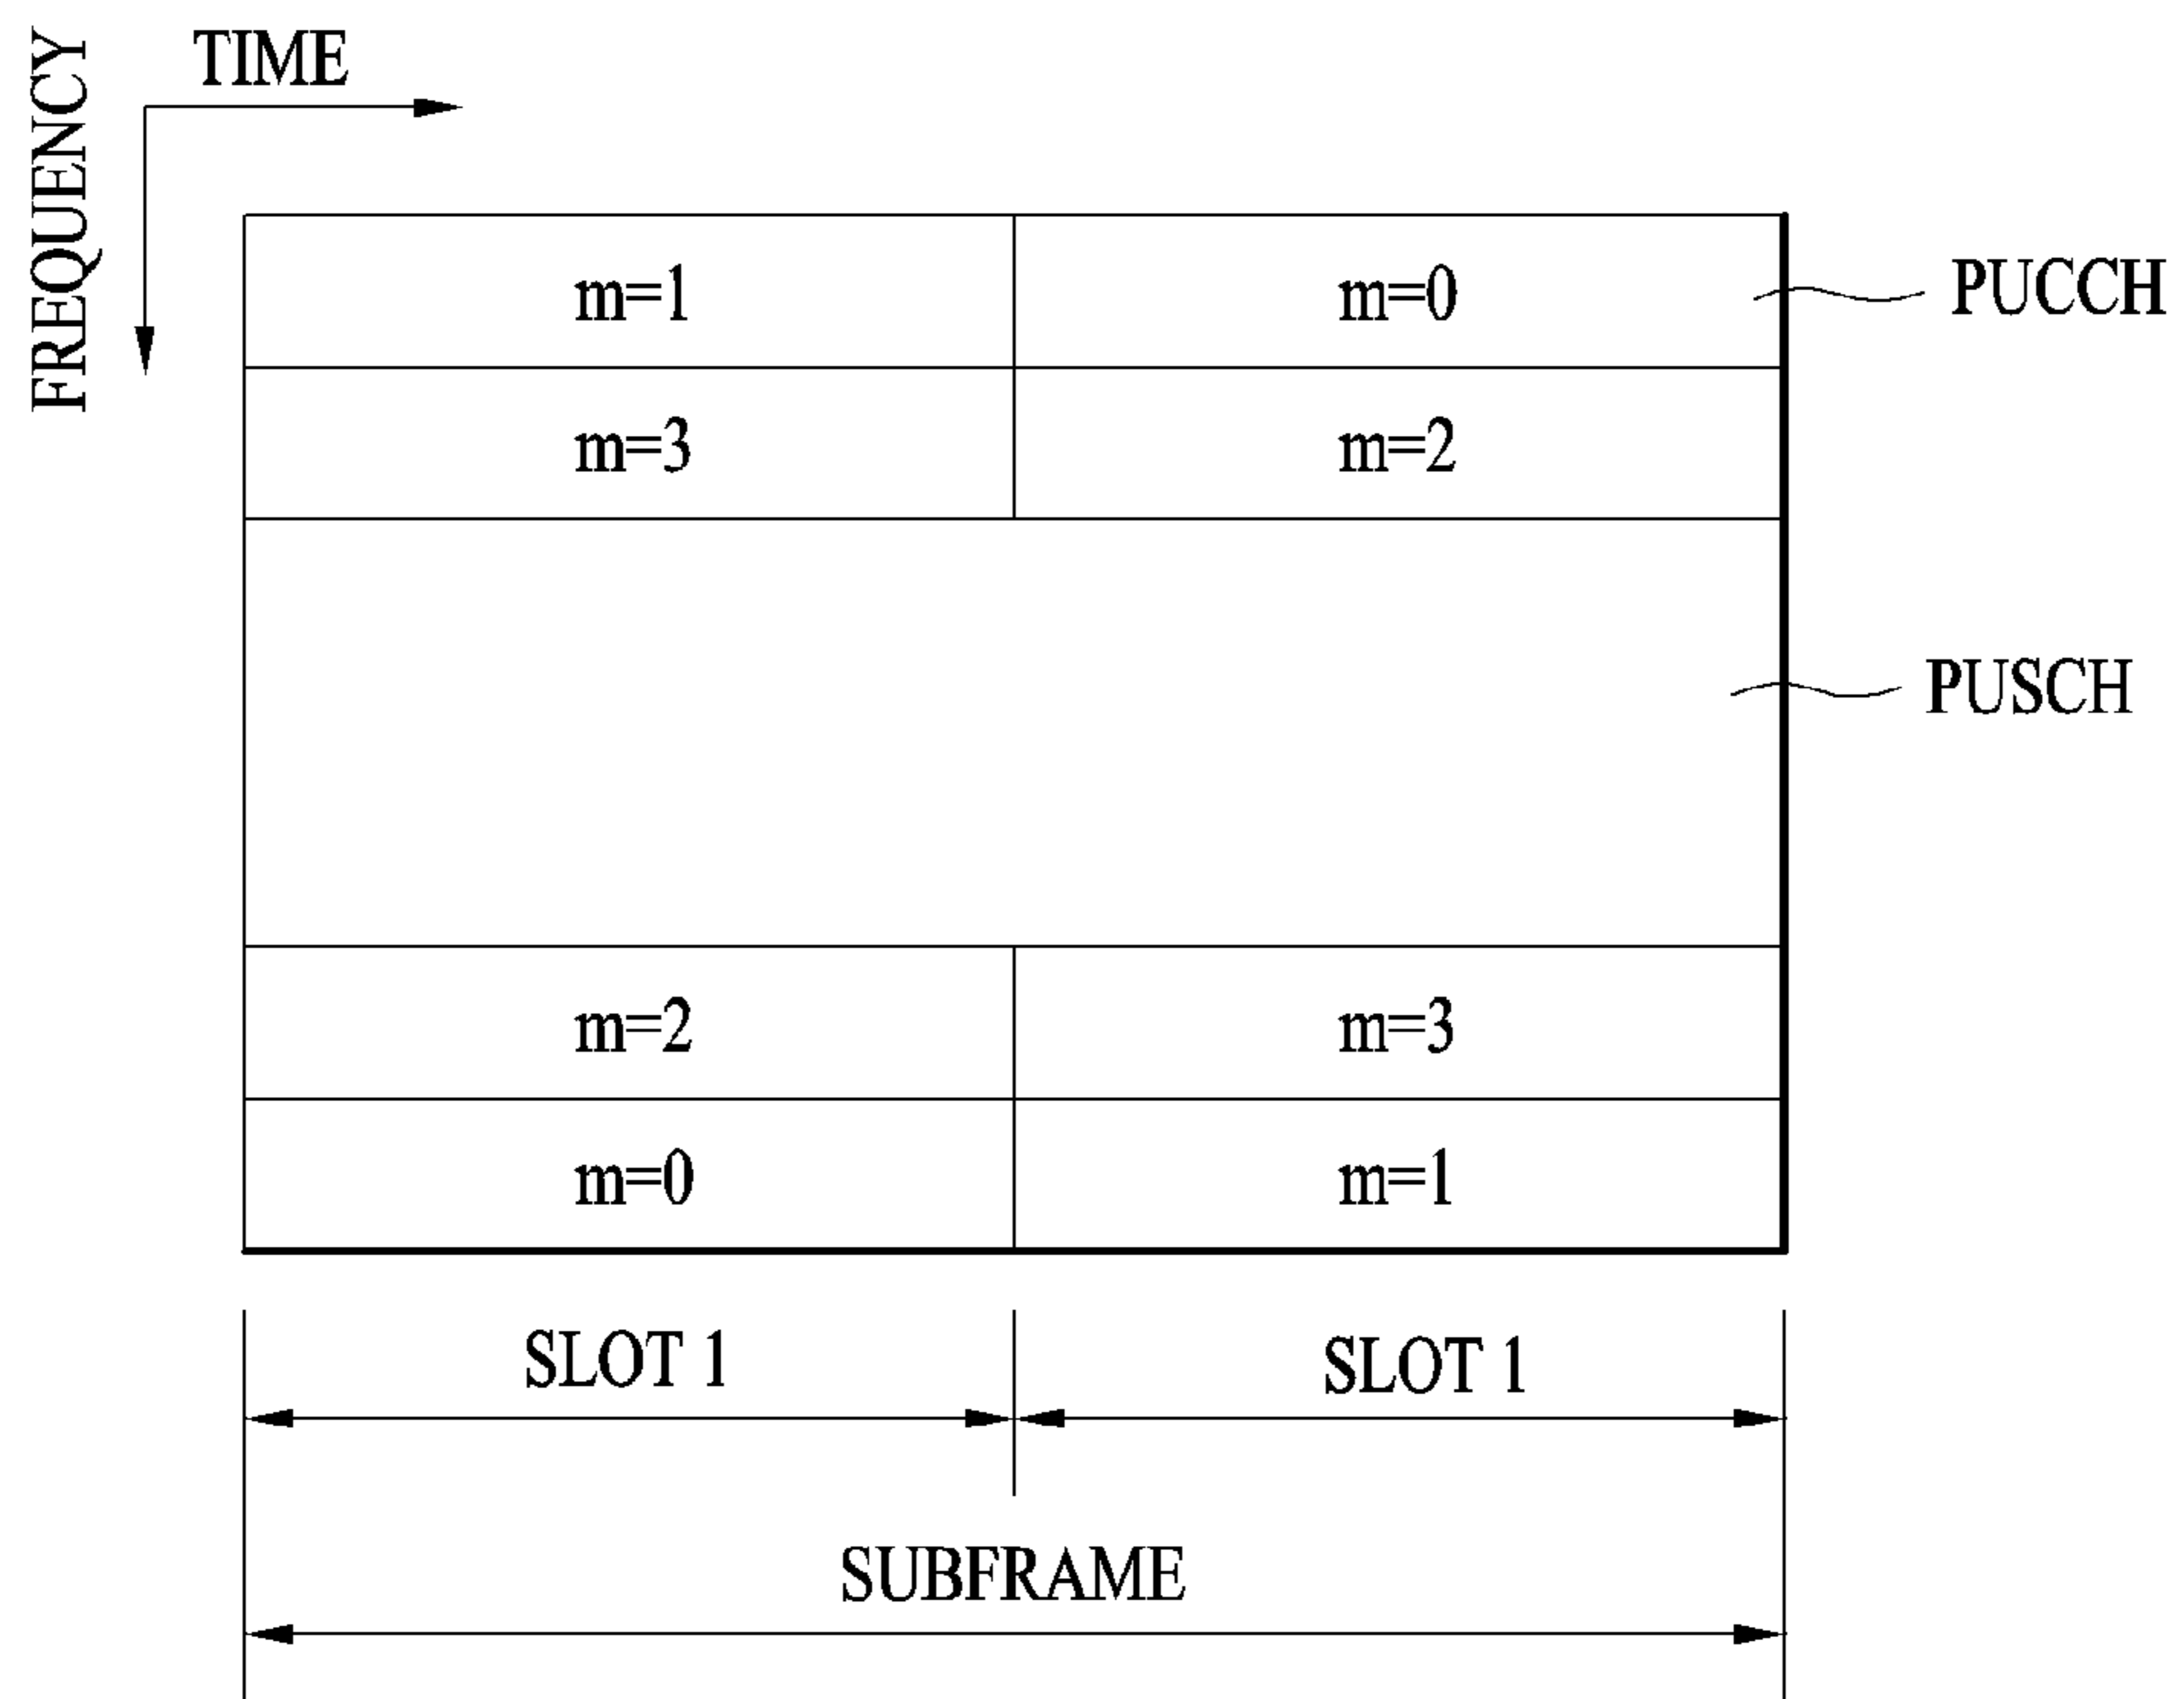 TIME
FREQUENCY
m=1
m=0
PUCCH
m=3
m=2
PUSCH
m=2
m=3
m=0
m=1
SLOT 1
SLOT 1
SUBFRAME